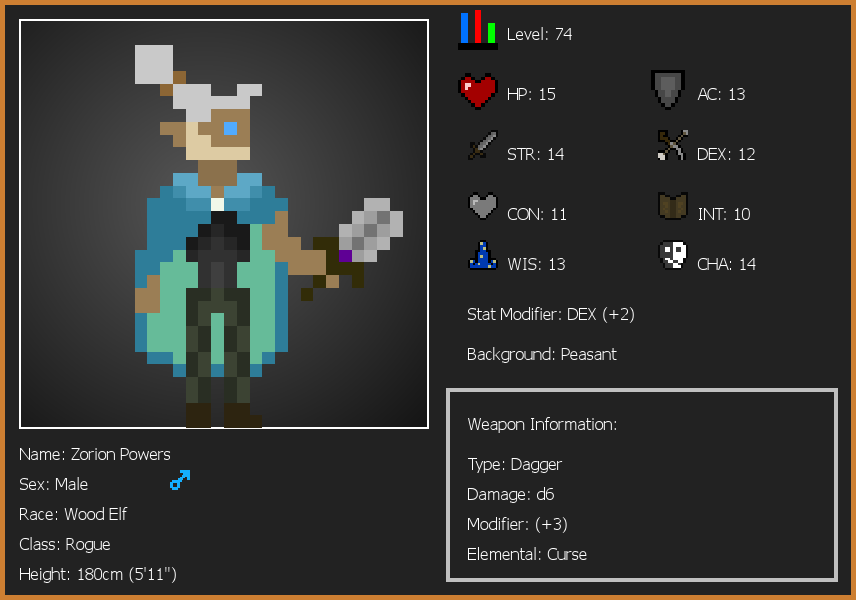 Level: 74
HP: 15
AC: 13
STR: 14
DEX: 12
CON: 11
INT: 10
WIS: 13
CHA: 14
Stat Modifier: DEX (+2)
Background: Peasant
Weapon Information:
Type: Dagger
Damage: d6
Modifier: (+3)
Elemental: Curse
Name: Zorion Powers
Sex: Male
Race: Wood Elf
Class: Rogue
Height: 180cm (5'11")